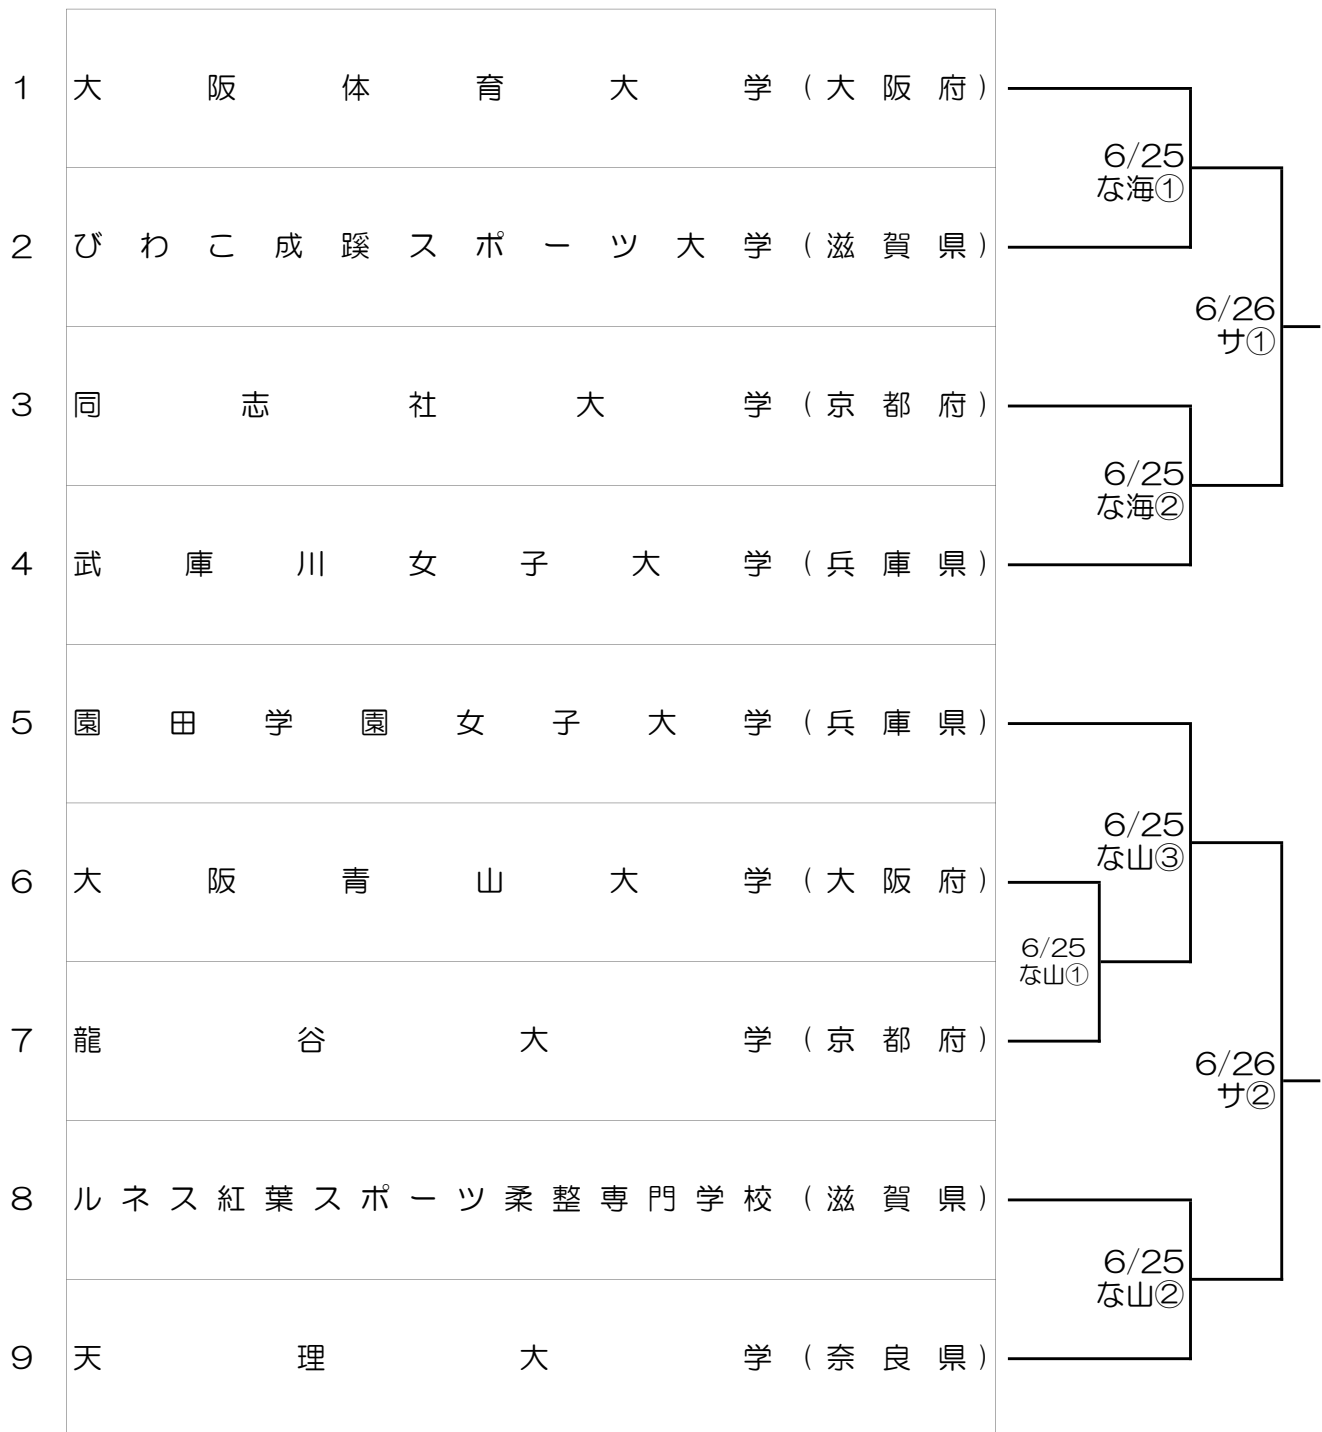 1 大阪体育大学(大阪府)
6/25
な海①
2 びわこ成蹊スポーツ大学(滋賀県)
6/26
サ①
3 同志社大学(京都府)
6/25
な海②
4 武庫川女子大学(兵庫県)
5 園田学園女子大学(兵庫県)
6/25
な山③
6 大阪青山大学(大阪府)
6/25
な山①
7 龍谷大学(京都府)
6/26
サ②
8 ルネス紅葉スポーツ柔整専門学校(滋賀県)
6/25
な山②
9 天理大学(奈良県)